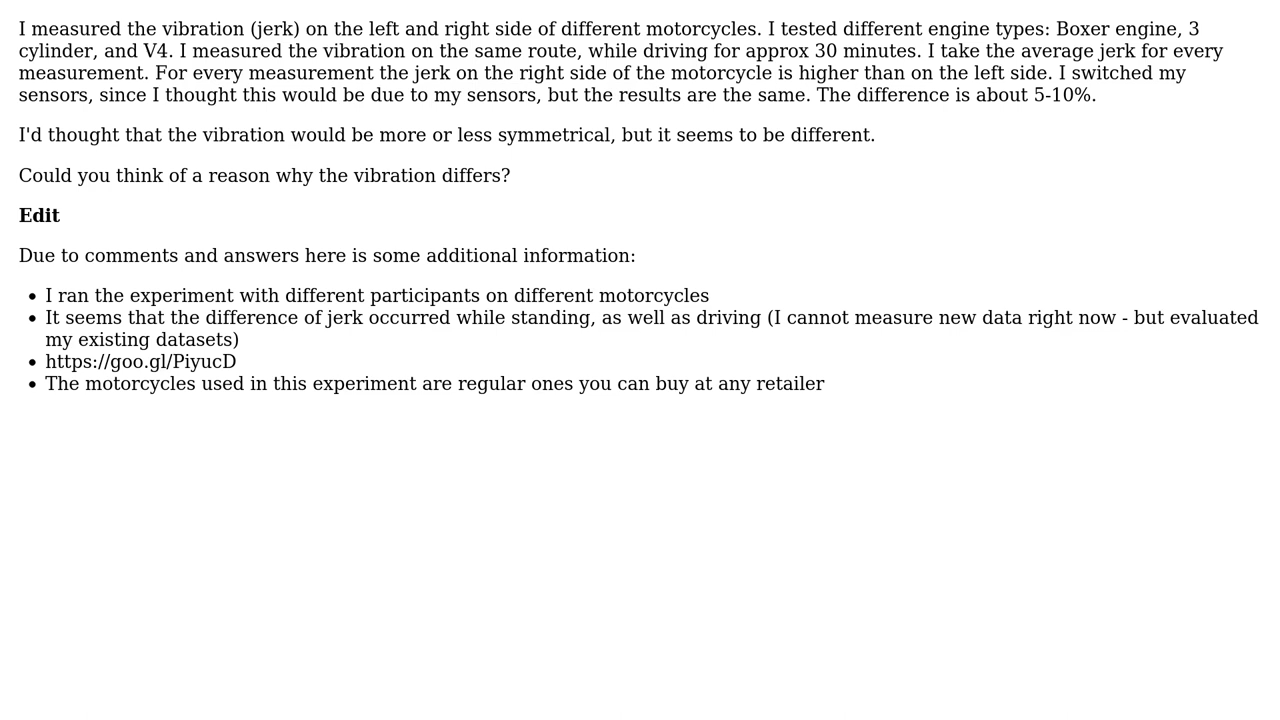 I measured the vibration (jerk) on the left and right side of different motorcycles. I tested different engine types: Boxer engine, 3
cylinder, and V4. I measured the vibration on the same route, while driving for approx 30 minutes. I take the average jerk for every
measurement. For every measurement the jerk on the right side of the motorcycle is higher than on the left side. I switched my
sensors, since I thought this would be due to my sensors, but the results are the same. The difference is about 5-10%.
I'd thought that the vibration would be more or less symmetrical, but it seems to be different.
Could you think of a reason why the vibration differs?
Edit
Due to comments and answers here is some additional information:
• I ran the experiment with different participants on different motorcycles
• It seems that the difference of jerk occurred while standing, as well as driving (I cannot measure new data right now - but evaluated
my existing datasets)
• https://goo.gl/PiyucD
• The motorcycles used in this experiment are regular ones you can buy at any retailer